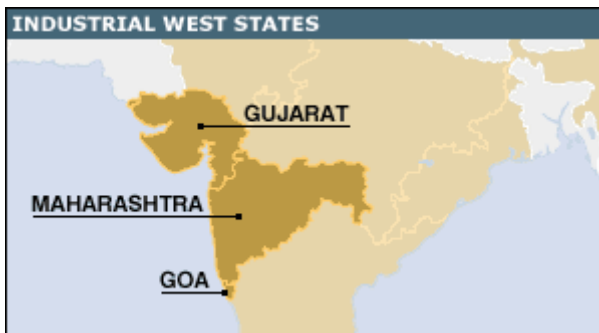 INDUSTRIAL WEST STATES
GUJARAT
MAHARASHTRA
GOA